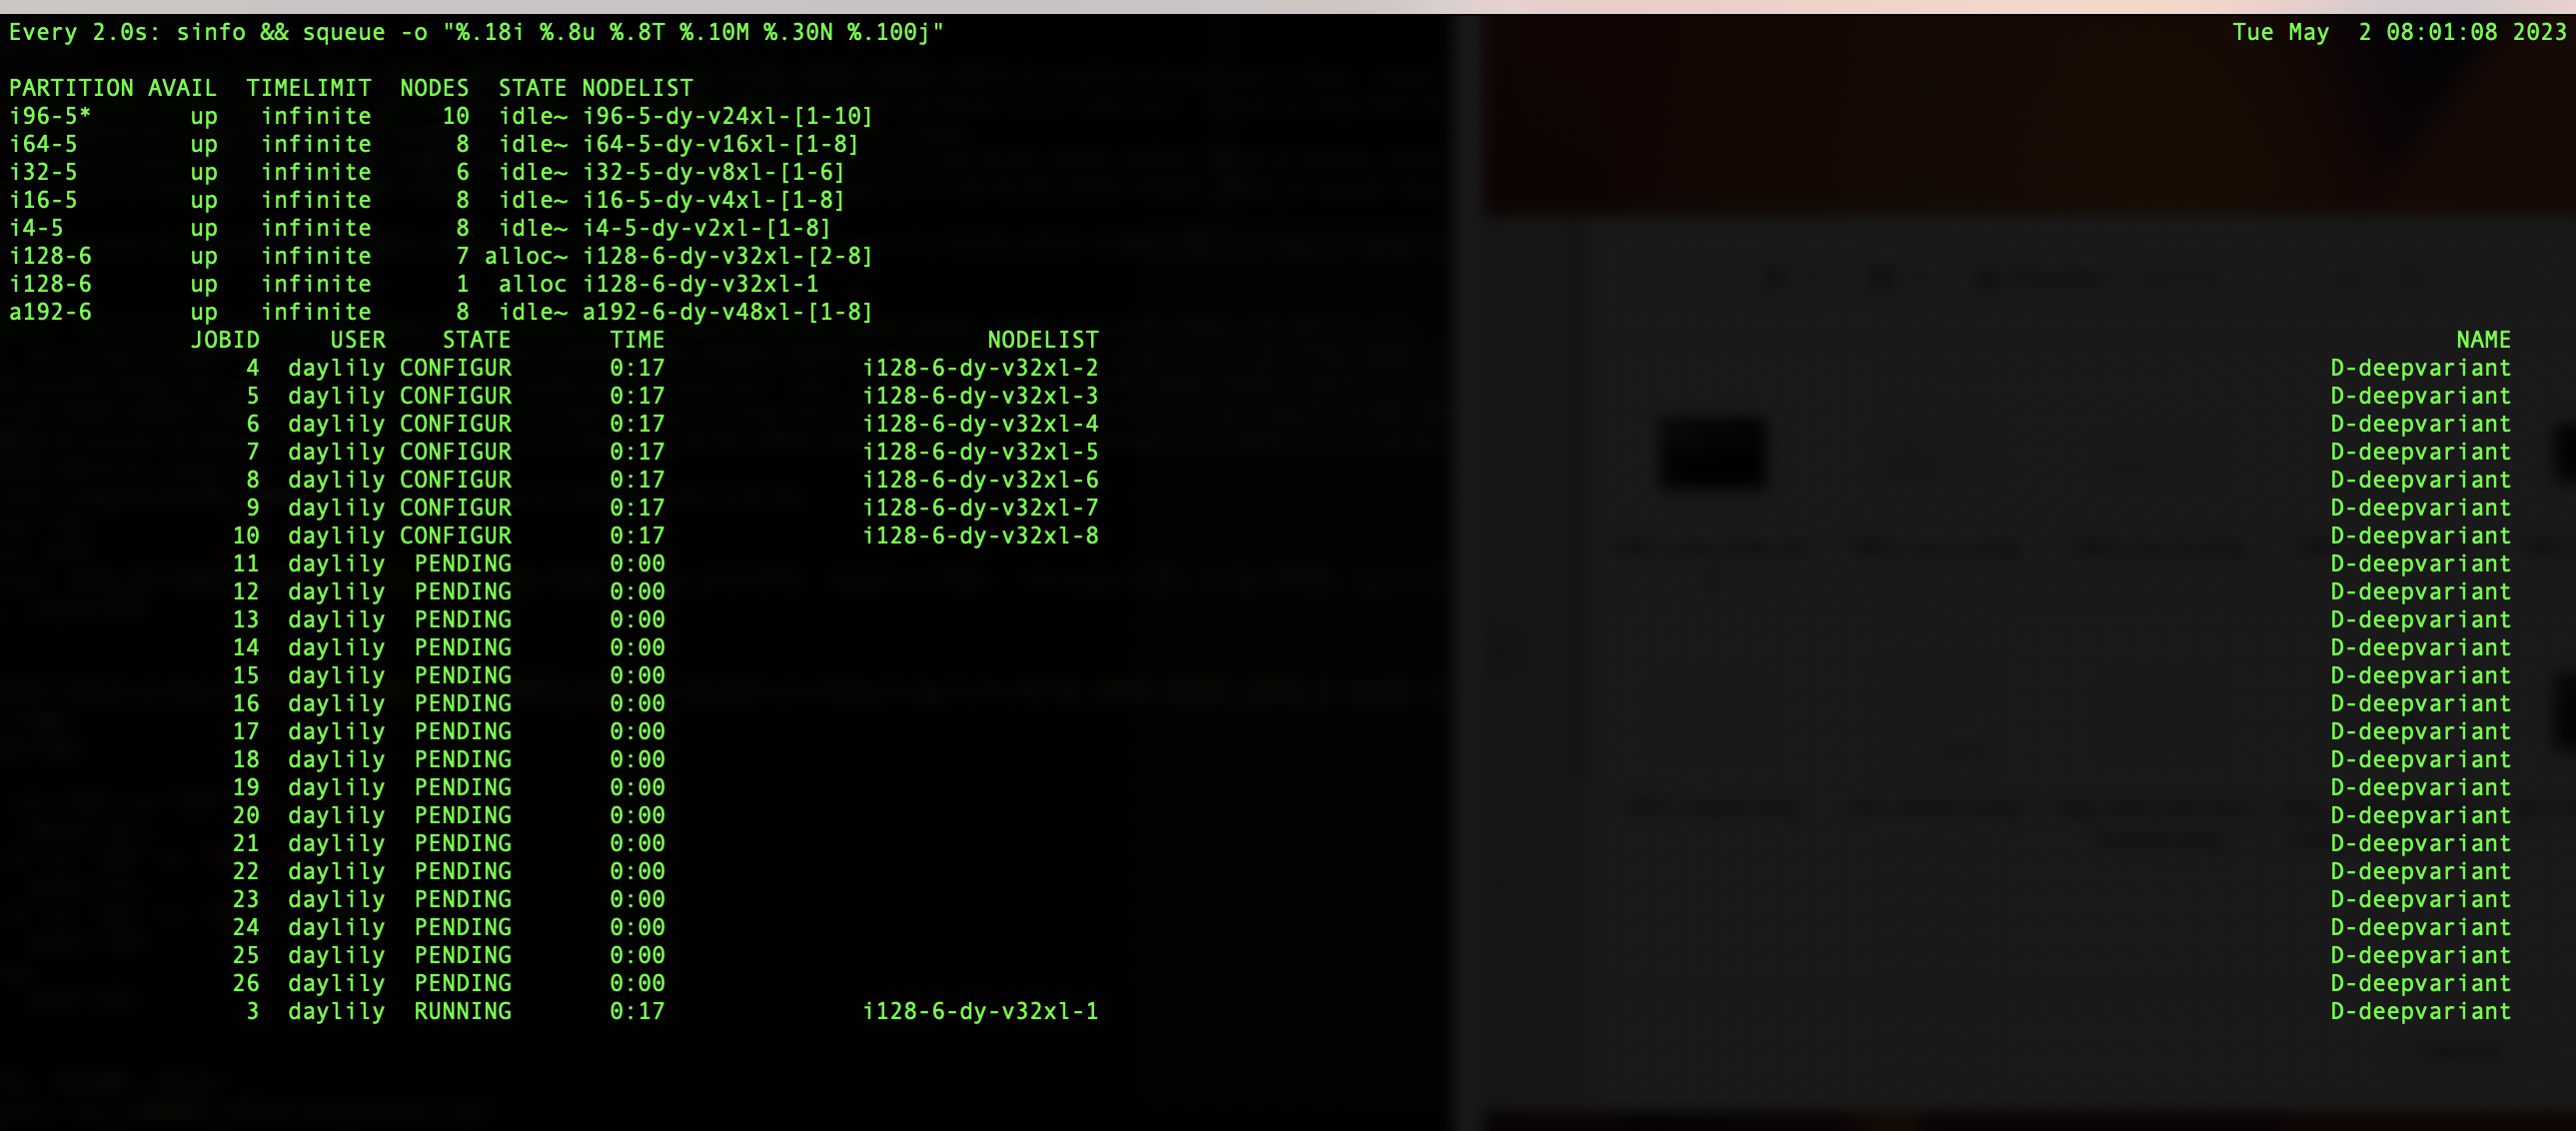 Every 2.0s: sinfo && squeue -o "%.18i %.8u %.8T %.10M %.30N %.100j" Tue May  2 08:01:08 2023
PARTITION AVAIL  TIMELIMIT  NODES  STATE NODELIST
i96-5*       up   infinite     10  idle~ i96-5-dy-v24xl-[1-10]
i64-5        up   infinite      8  idle~ i64-5-dy-v16xl-[1-8]
i32-5        up   infinite      6  idle~ i32-5-dy-v8xl-[1-6]
i16-5        up   infinite      8  idle~ i16-5-dy-v4xl-[1-8]
i4-5         up   infinite      8  idle~ i4-5-dy-v2xl-[1-8]
i128-6       up   infinite      7 alloc~ i128-6-dy-v32xl-[2-8]
i128-6       up   infinite      1  alloc i128-6-dy-v32xl-1
a192-6       up   infinite      8  idle~ a192-6-dy-v48xl-[1-8]
JOBID USER STATE TIME NODELIST NAME
4 daylily CONFIGUR 0:17 i128-6-dy-v32xl-2 D-deepvariant
5 daylily CONFIGUR 0:17 i128-6-dy-v32xl-3 D-deepvariant
6 daylily CONFIGUR 0:17 i128-6-dy-v32xl-4 D-deepvariant
7 daylily CONFIGUR 0:17 i128-6-dy-v32xl-5 D-deepvariant
8 daylily CONFIGUR 0:17 i128-6-dy-v32xl-6 D-deepvariant
9 daylily CONFIGUR 0:17 i128-6-dy-v32xl-7 D-deepvariant
10 daylily CONFIGUR 0:17 i128-6-dy-v32xl-8 D-deepvariant
11 daylily PENDING 0:00 D-deepvariant
12 daylily PENDING 0:00 D-deepvariant
13 daylily PENDING 0:00 D-deepvariant
14 daylily PENDING 0:00 D-deepvariant
15 daylily PENDING 0:00 D-deepvariant
16 daylily PENDING 0:00 D-deepvariant
17 daylily PENDING 0:00 D-deepvariant
18 daylily PENDING 0:00 D-deepvariant
19 daylily PENDING 0:00 D-deepvariant
20 daylily PENDING 0:00 D-deepvariant
21 daylily PENDING 0:00 D-deepvariant
22 daylily PENDING 0:00 D-deepvariant
23 daylily PENDING 0:00 D-deepvariant
24 daylily PENDING 0:00 D-deepvariant
25 daylily PENDING 0:00 D-deepvariant
26 daylily PENDING 0:00 D-deepvariant
3 daylily RUNNING 0:17 i128-6-dy-v32xl-1 D-deepvariant